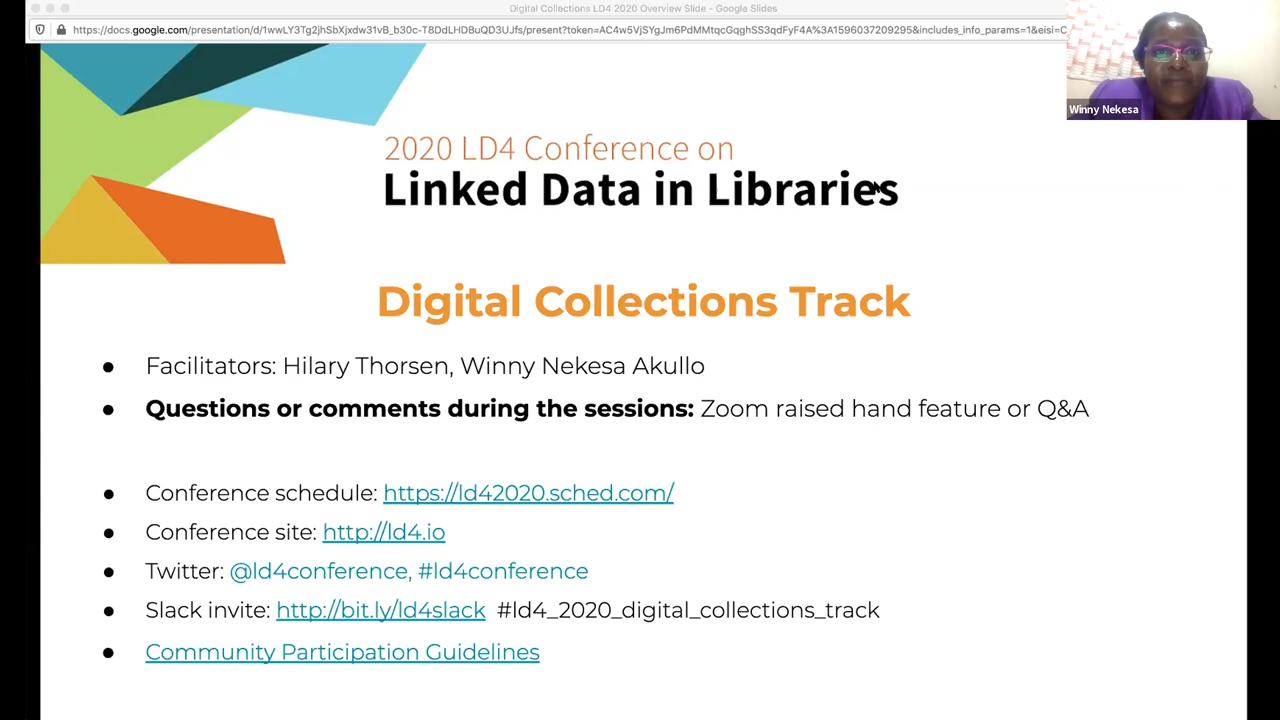 Digital Collections LD4 2020 Overview Slide - Google Slides
Winny Nekesa
2020 LD4 Conference on
Linked Data in Libraries
Digital Collections Track
● Facilitators: Hilary Thorsen, Winny Nekesa Akullo
● Questions or comments during the sessions: Zoom raised hand feature or Q&A
● Conference schedule: https://ld42020.sched.com/
● Conference site: http://ld4.io
● Twitter: @ld4conference, #ld4conference
● Slack invite: http://bit.ly/ld4slack #ld4_2020_digital_collections_track
● Community Participation Guidelines